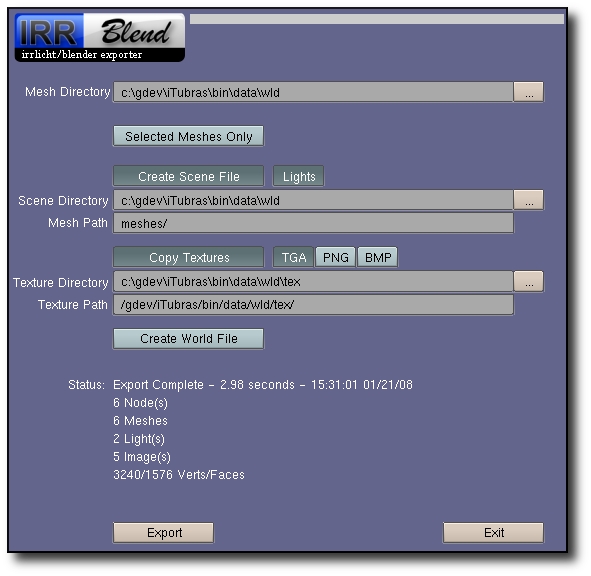 IRR Blend
irrlicht/blender exporter
Mesh Directory c:\gdev\iTubras\bin\data\wld ...
Selected Meshes Only
Create Scene File Lights
Scene Directory c:\gdev\iTubras\bin\data\wld ...
Mesh Path meshes/
Copy Textures TGA PNG BMP
Texture Directory c:\gdev\iTubras\bin\data\wld\tex ...
Texture Path /gdev/iTubras/bin/data/wld/tex/
Create World File
Status: Export Complete - 2.98 seconds - 15:31:01 01/21/08
6 Node(s)
6 Meshes
2 Light(s)
5 Image(s)
3240/1576 Verts/Faces
Export Exit